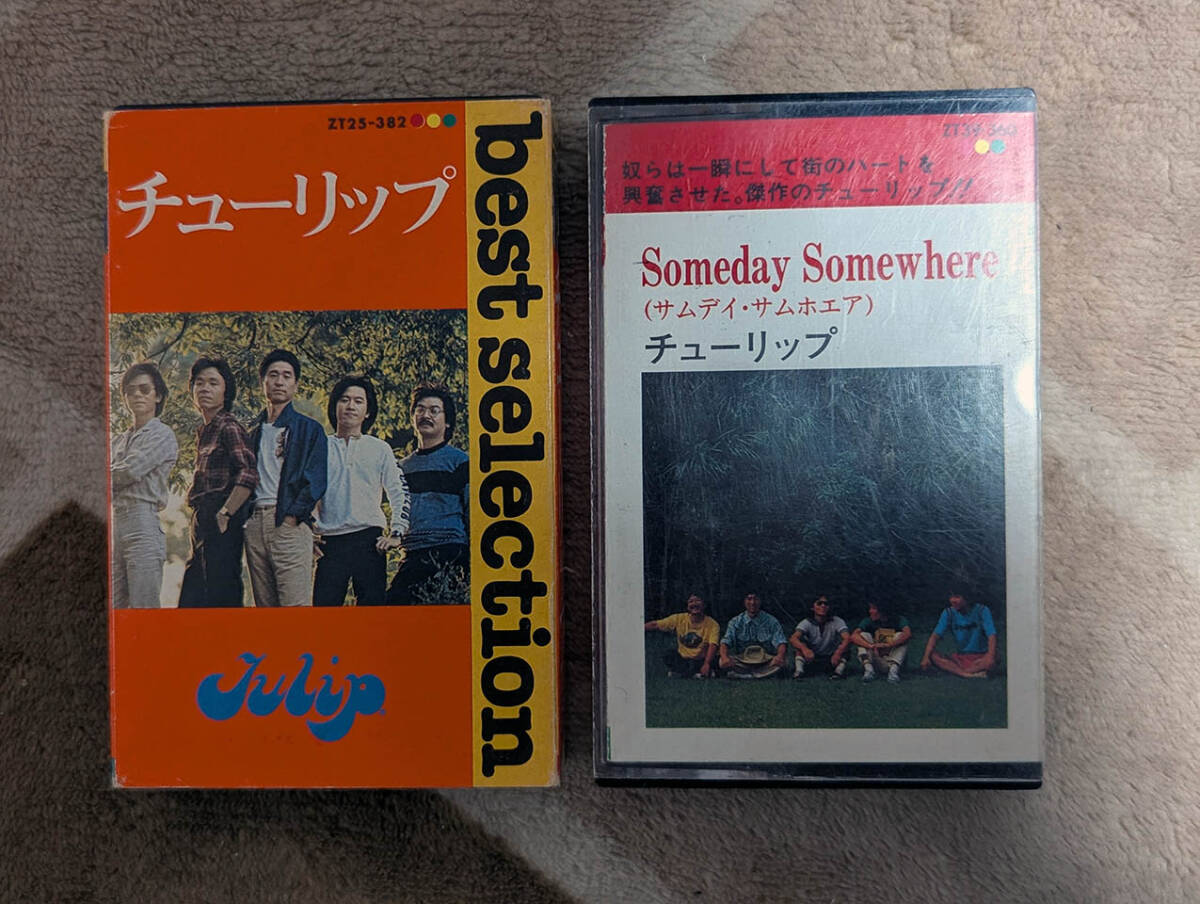 ZT25-382
チューリップ
best selection
Tulip
奴らは一瞬にして街のハートを
興奮させた。傑作のチューリップ!!
Someday Somewhere
(サムデイ・サムホエア)
チューリップ